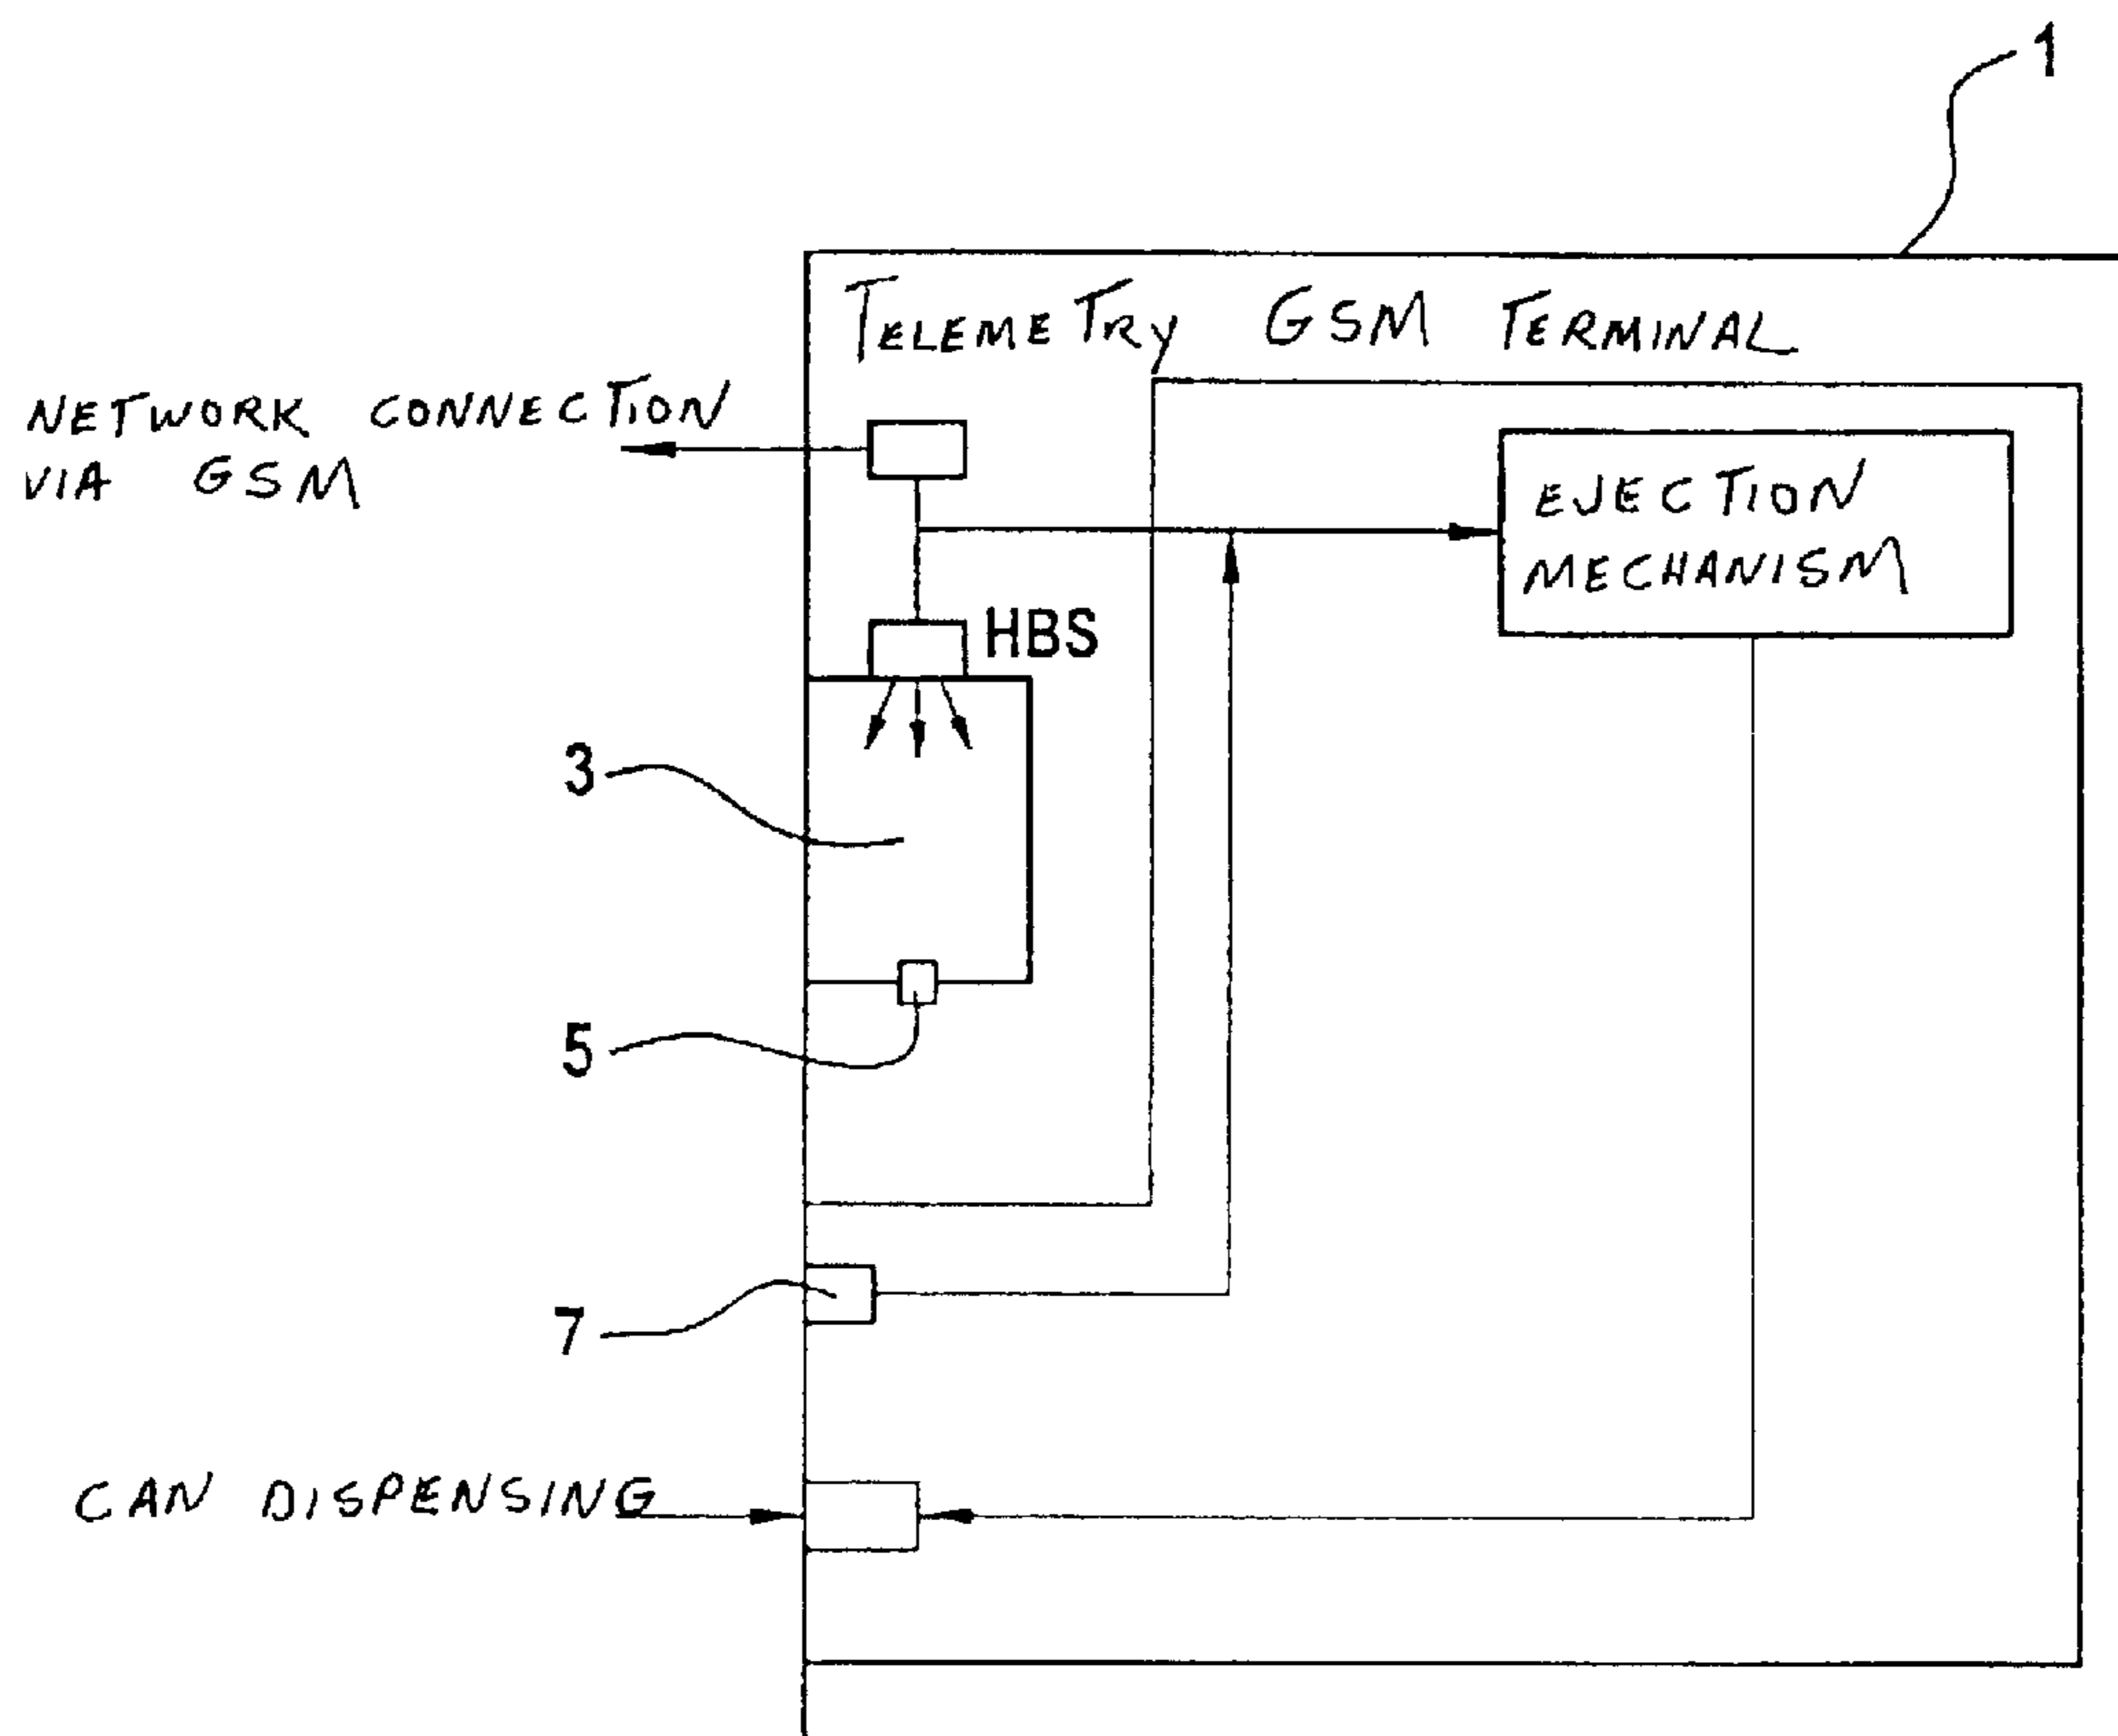 1
TELEMETRY GSM TERMINAL
NETWORK CONNECTION
VIA GSM
EJECTION
MECHANISM
HBS
3
5
7
CAN DISPENSING